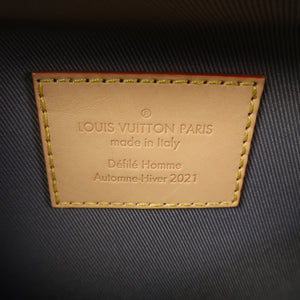 ®
LOUIS VUITTON PARIS
made in Italy
Défilé Homme
Automne-Hiver 2021